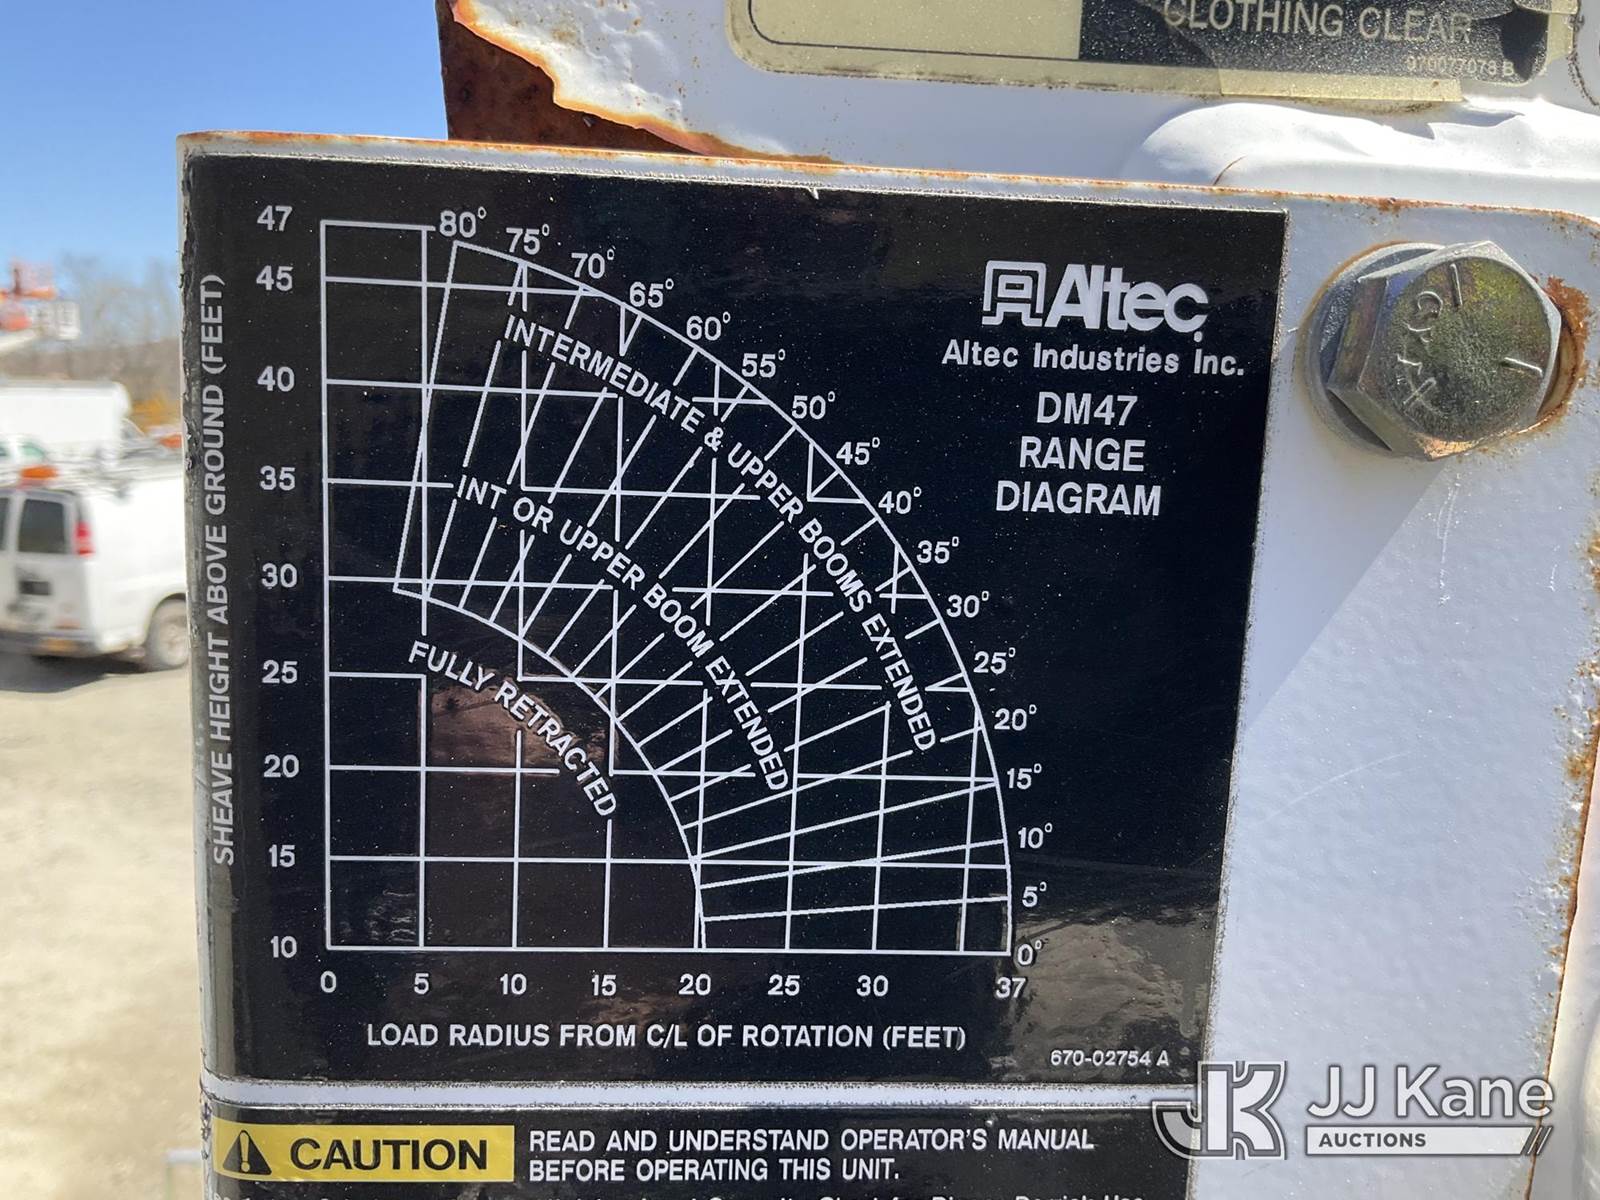 CLOTHING CLEAR
970077078 B
SHEAVE HEIGHT ABOVE GROUND (FEET)
47
45
40
35
30
25
20
15
10
80°
75°
70°
65°
60°
55°
50°
45°
40°
35°
30°
25°
20°
15°
10°
5°
0°
INTERMEDIATE & UPPER BOOMS EXTENDED
INT OR UPPER BOOM EXTENDED
FULLY RETRACTED
Altec
Altec Industries Inc.
DM47
RANGE
DIAGRAM
0 5 10 15 20 25 30 37
LOAD RADIUS FROM C/L OF ROTATION (FEET)
670-02754 A
CAUTION
READ AND UNDERSTAND OPERATOR'S MANUAL
BEFORE OPERATING THIS UNIT.
JK JJ Kane
AUCTIONS